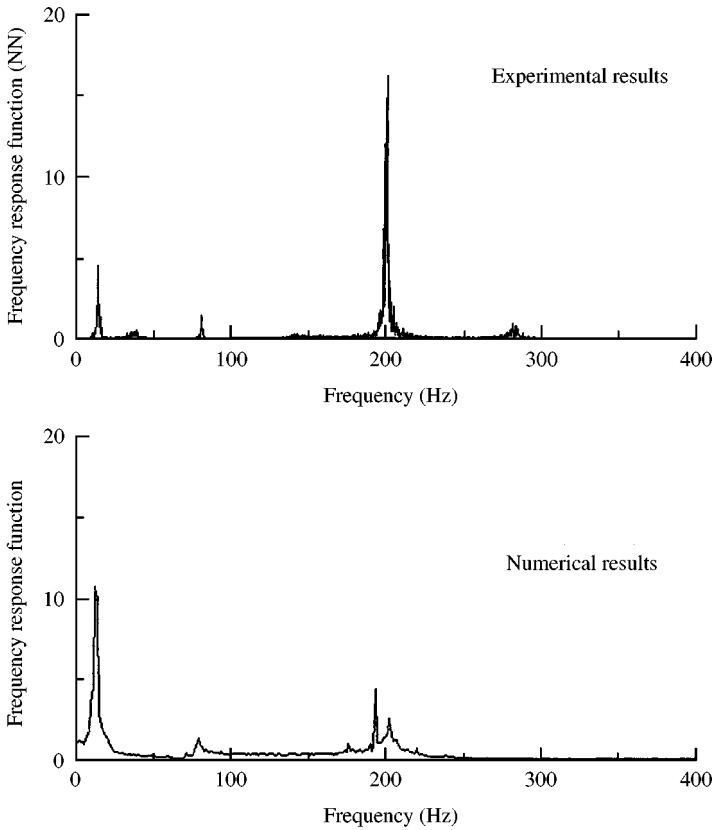 Frequency response function (NN)
20
10
0
Experimental results
0 100 200 300 400
Frequency (Hz)
Frequency response function
20
10
0
Numerical results
0 100 200 300 400
Frequency (Hz)